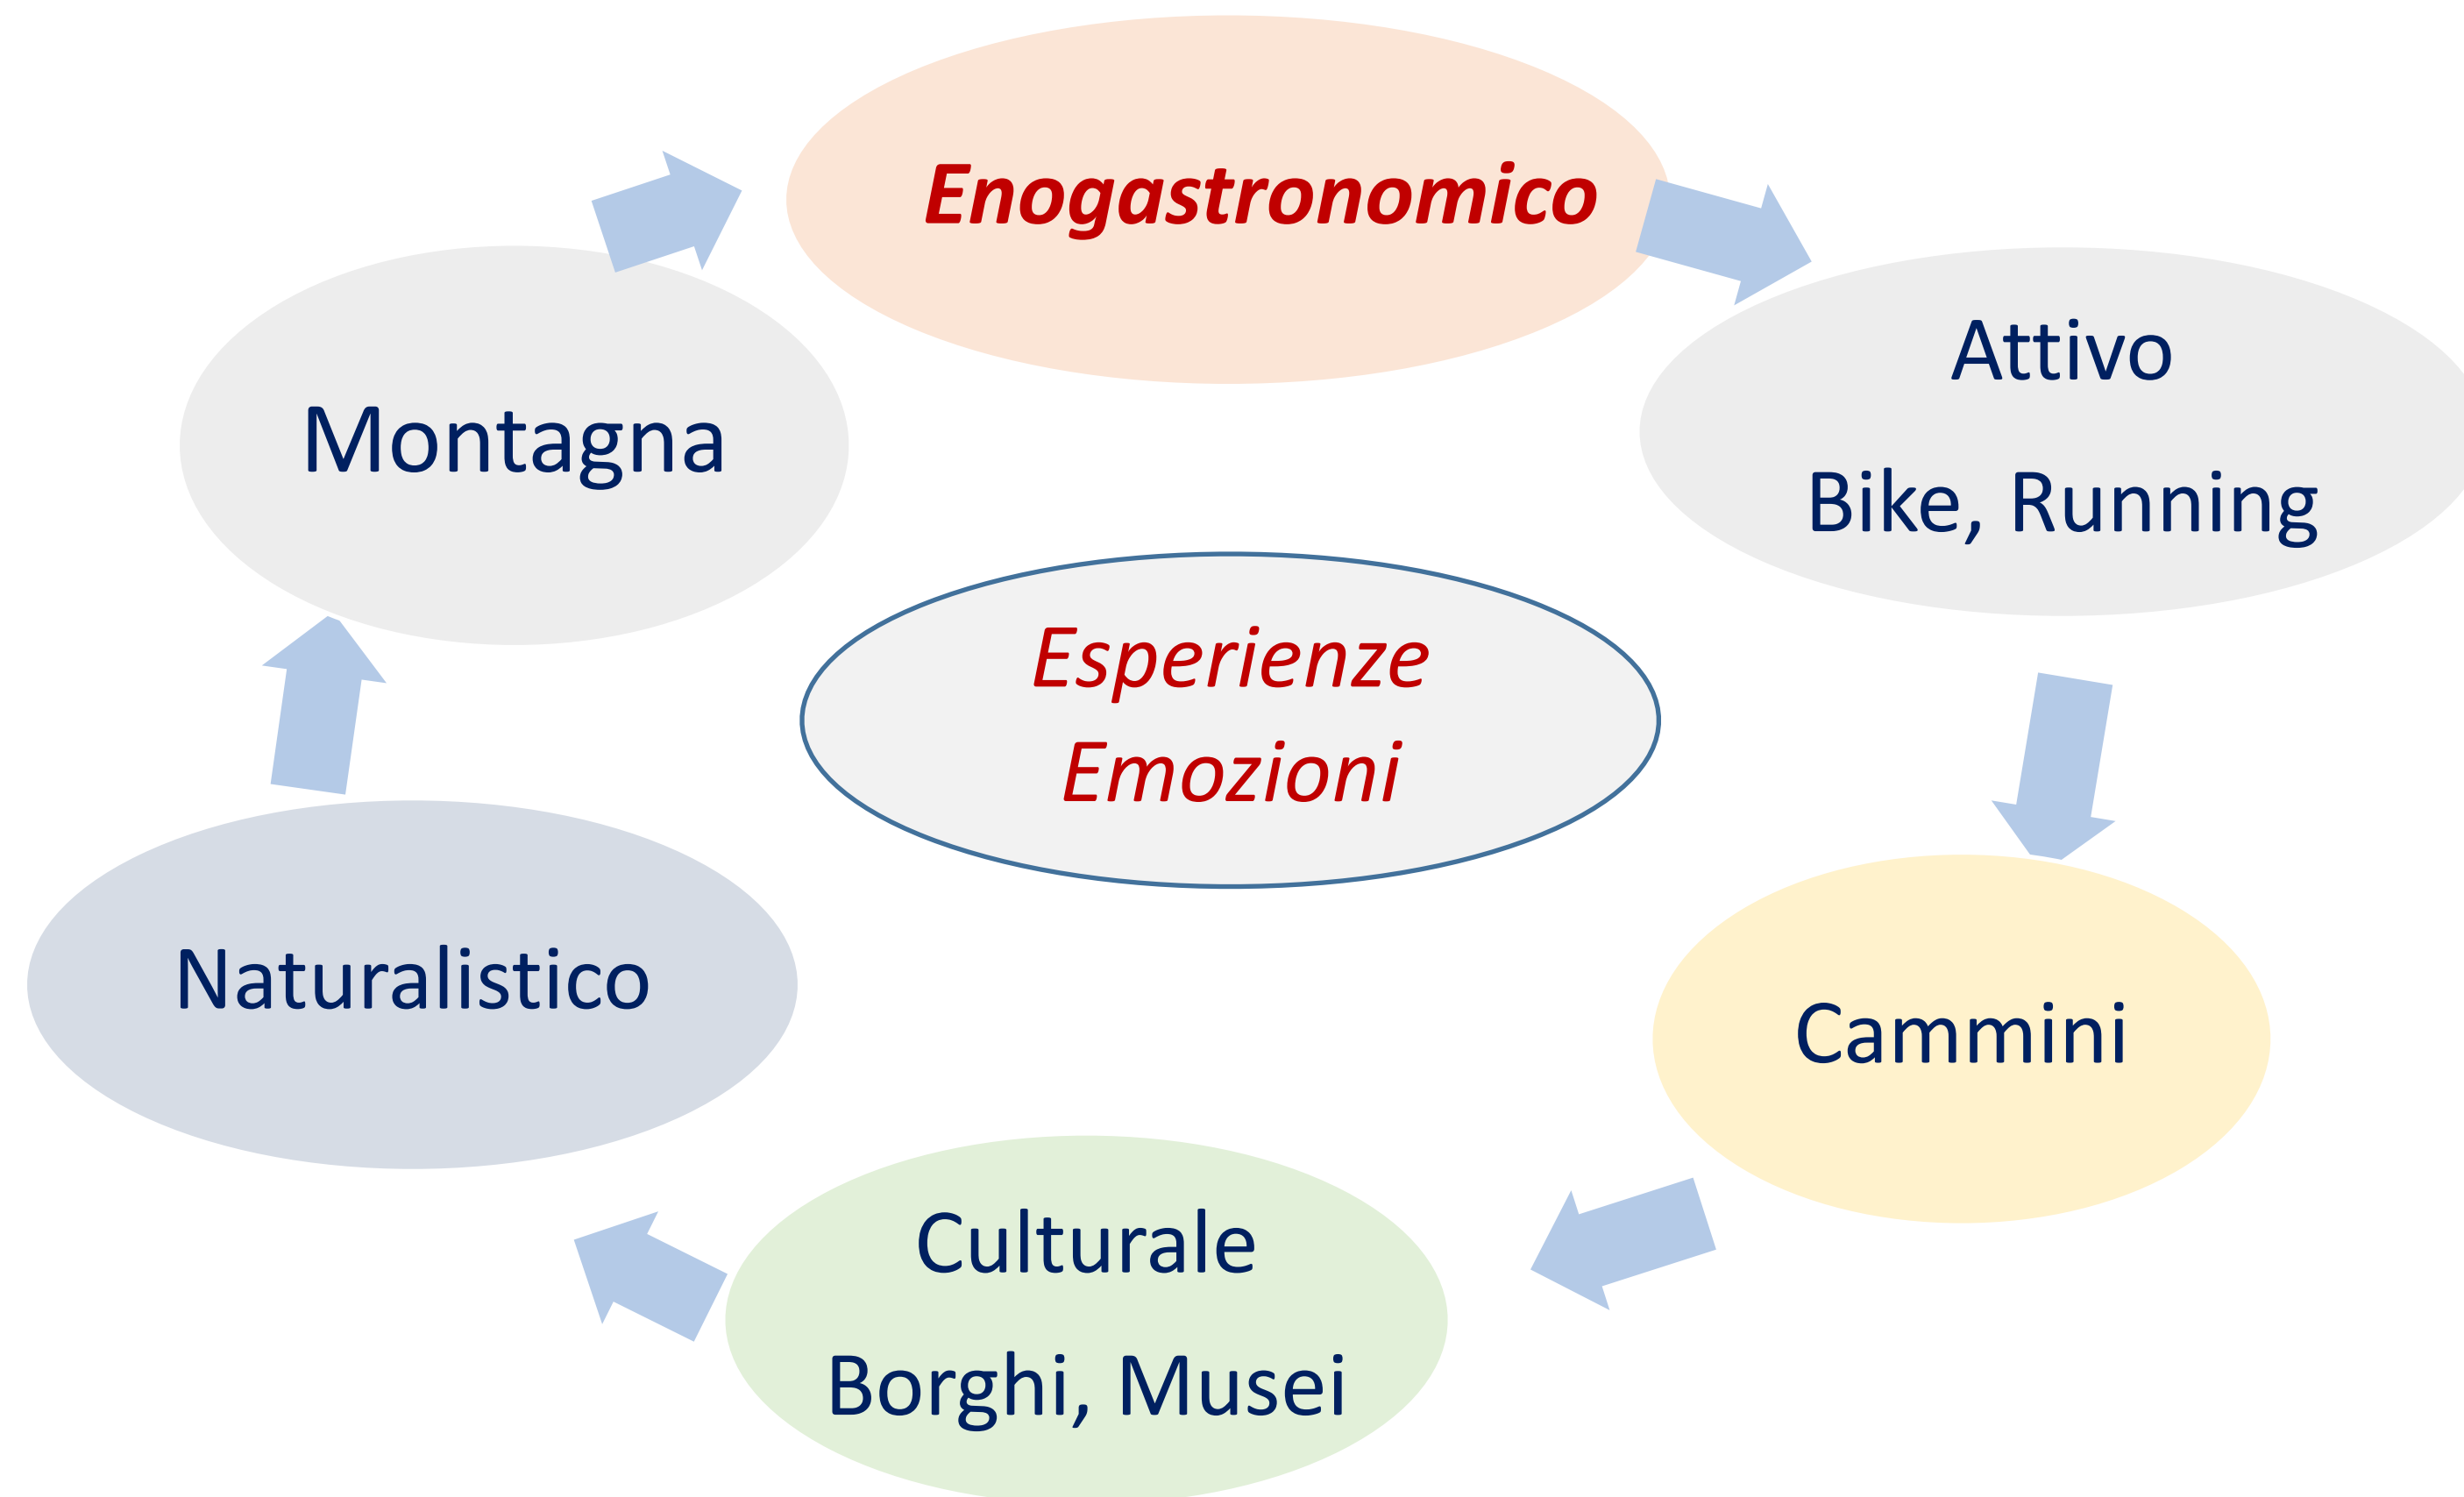 Enogastronomico
Attivo
Bike, Running
Montagna
Esperienze
Emozioni
Naturalistico
Cammini
Culturale
Borghi, Musei